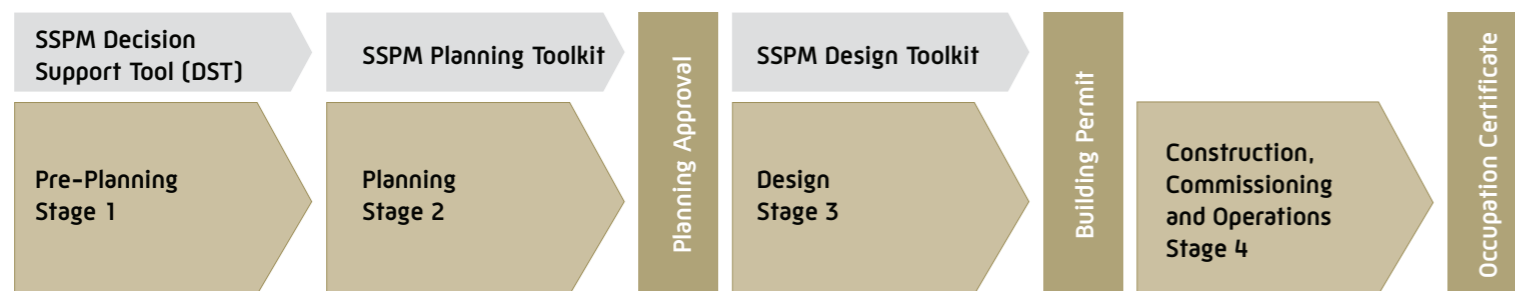 SSPM Decision
Support Tool (DST)
SSPM Planning Toolkit
SSPM Design Toolkit
Pre-Planning
Stage 1
Planning
Stage 2
Planning Approval
Design
Stage 3
Building Permit
Construction,
Commissioning
and Operations
Stage 4
Occupation Certificate